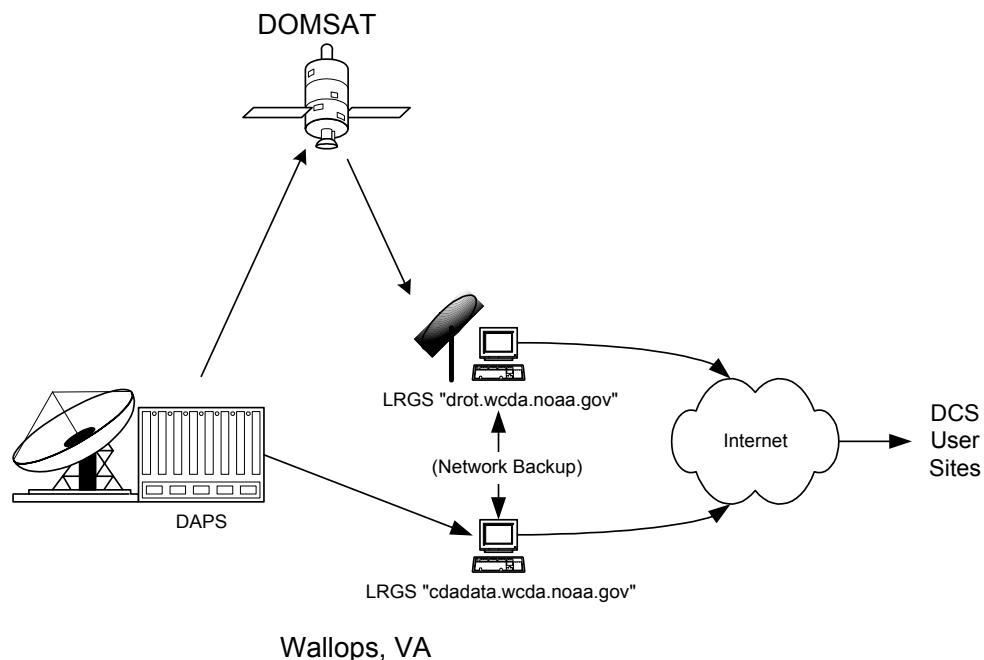 DOMSAT
LRGS "drot.wcda.noaa.gov"
(Network Backup)
Internet
DCS
User
Sites
DAPS
LRGS "cdadata.wcda.noaa.gov"
Wallops, VA